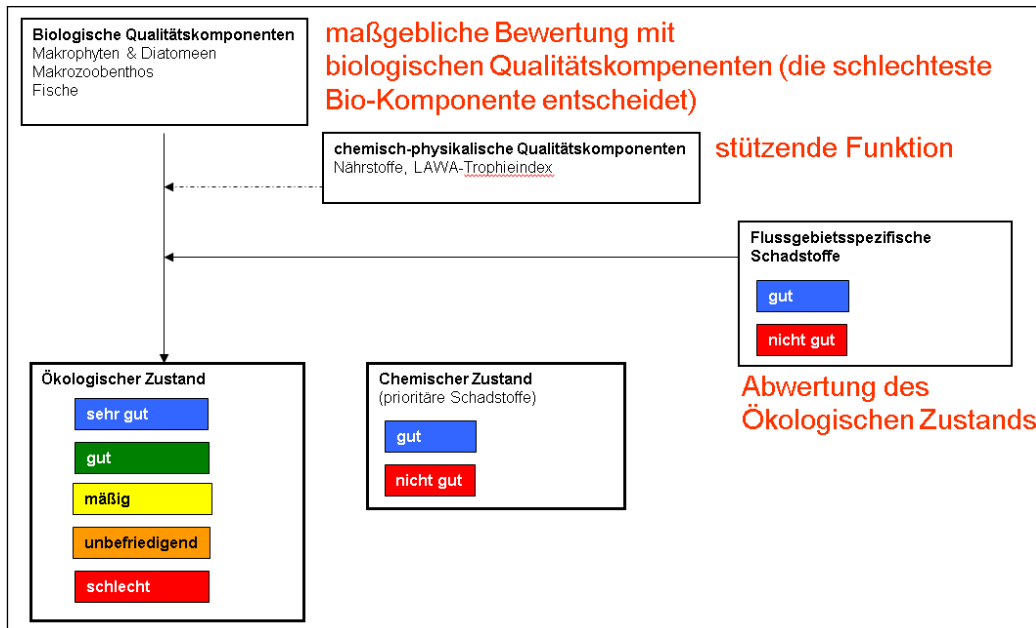 Biologische Qualitätskomponenten
Makrophyten & Diatomeen
Makrozoobenthos
Fische
maßgebliche Bewertung mit
biologischen Qualitätskompenenten (die schlechteste
Bio-Komponente entscheidet)
chemisch-physikalische Qualitätskomponenten
Nährstoffe, LAWA-Trophieindex
stützende Funktion
Flussgebietsspezifische
Schadstoffe
gut
nicht gut
Abwertung des
Ökologischen Zustands
Ökologischer Zustand
sehr gut
gut
mäßig
unbefriedigend
schlecht
Chemischer Zustand
(prioritäre Schadstoffe)
gut
nicht gut